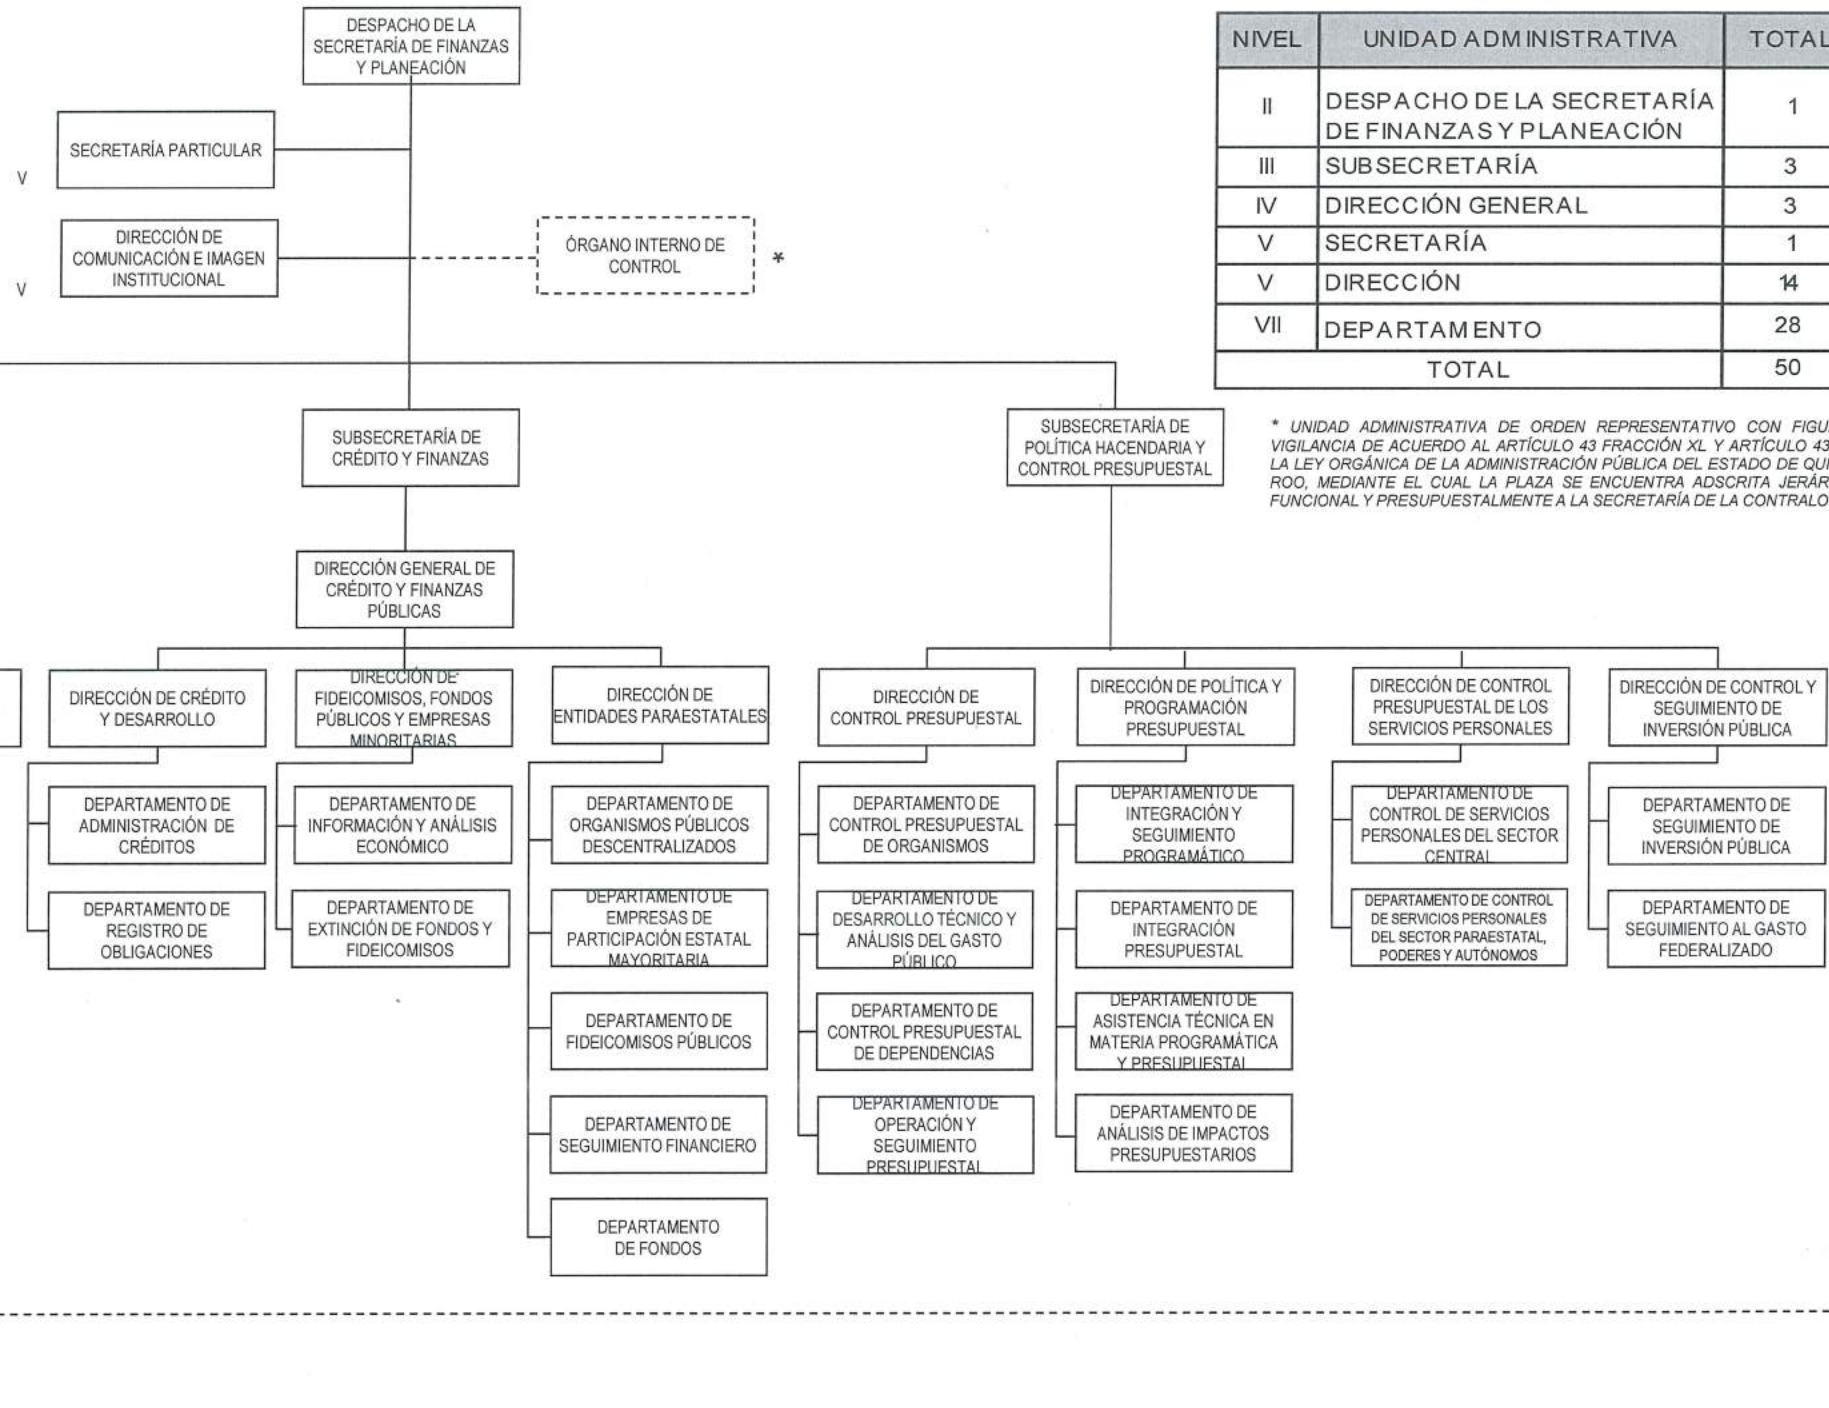 DESPACHO DE LA
SECRETARÍA DE FINANZAS
Y PLANEACIÓN
SECRETARÍA PARTICULAR
V
DIRECCIÓN DE
COMUNICACIÓN E IMAGEN
INSTITUCIONAL
V
ÓRGANO INTERNO DE
CONTROL
*
NIVEL UNIDAD ADMINISTRATIVA TOTAL
II DESPACHO DE LA SECRETARÍA
DE FINANZAS Y PLANEACIÓN 1
III SUBSECRETARÍA 3
IV DIRECCIÓN GENERAL 3
V SECRETARÍA 1
V DIRECCIÓN 14
VII DEPARTAMENTO 28
TOTAL 50
* UNIDAD ADMINISTRATIVA DE ORDEN REPRESENTATIVO CON FIGU
VIGILANCIA DE ACUERDO AL ARTÍCULO 43 FRACCIÓN XL Y ARTÍCULO 43
LA LEY ORGÁNICA DE LA ADMINISTRACIÓN PÚBLICA DEL ESTADO DE QUI
ROO, MEDIANTE EL CUAL LA PLAZA SE ENCUENTRA ADSCRITA JERÁR
FUNCIONAL Y PRESUPUESTALMENTE A LA SECRETARÍA DE LA CONTRALO
SUBSECRETARÍA DE
CRÉDITO Y FINANZAS
SUBSECRETARÍA DE
POLÍTICA HACENDARIA Y
CONTROL PRESUPUESTAL
DIRECCIÓN GENERAL DE
CRÉDITO Y FINANZAS
PÚBLICAS
DIRECCIÓN DE CRÉDITO
Y DESARROLLO
DIRECCIÓN DE
FIDEICOMISOS, FONDOS
PÚBLICOS Y EMPRESAS
MINORITARIAS
DIRECCIÓN DE
ENTIDADES PARAESTATALES
DIRECCIÓN DE
CONTROL PRESUPUESTAL
DIRECCIÓN DE POLÍTICA Y
PROGRAMACIÓN
PRESUPUESTAL
DIRECCIÓN DE CONTROL
PRESUPUESTAL DE LOS
SERVICIOS PERSONALES
DIRECCIÓN DE CONTROL Y
SEGUIMIENTO DE
INVERSIÓN PÚBLICA
DEPARTAMENTO DE
ADMINISTRACIÓN DE
CRÉDITOS
DEPARTAMENTO DE
INFORMACIÓN Y ANÁLISIS
ECONÓMICO
DEPARTAMENTO DE
ORGANISMOS PÚBLICOS
DESCENTRALIZADOS
DEPARTAMENTO DE
CONTROL PRESUPUESTAL
DE ORGANISMOS
DEPARTAMENTO DE
INTEGRACIÓN Y
SEGUIMIENTO
PROGRAMÁTICO
DEPARTAMENTO DE
CONTROL DE SERVICIOS
PERSONALES DEL SECTOR
CENTRAL
DEPARTAMENTO DE
SEGUIMIENTO DE
INVERSIÓN PÚBLICA
DEPARTAMENTO DE
REGISTRO DE
OBLIGACIONES
DEPARTAMENTO DE
EXTINCIÓN DE FONDOS Y
FIDEICOMISOS
DEPARTAMENTO DE
EMPRESAS DE
PARTICIPACIÓN ESTATAL
MAYORITARIA
DEPARTAMENTO DE
DESARROLLO TÉCNICO Y
ANÁLISIS DEL GASTO
PÚBLICO
DEPARTAMENTO DE
INTEGRACIÓN
PRESUPUESTAL
DEPARTAMENTO DE CONTROL
DE SERVICIOS PERSONALES
DEL SECTOR PARAESTATAL,
PODERES Y AUTÓNOMOS
DEPARTAMENTO DE
SEGUIMIENTO AL GASTO
FEDERALIZADO
DEPARTAMENTO DE
FIDEICOMISOS PÚBLICOS
DEPARTAMENTO DE
CONTROL PRESUPUESTAL
DE DEPENDENCIAS
DEPARTAMENTO DE
ASISTENCIA TÉCNICA EN
MATERIA PROGRAMÁTICA
Y PRESUPUESTAL
DEPARTAMENTO DE
SEGUIMIENTO FINANCIERO
DEPARTAMENTO DE
OPERACIÓN Y
SEGUIMIENTO
PRESUPUESTAL
DEPARTAMENTO DE
ANÁLISIS DE IMPACTOS
PRESUPUESTARIOS
DEPARTAMENTO
DE FONDOS